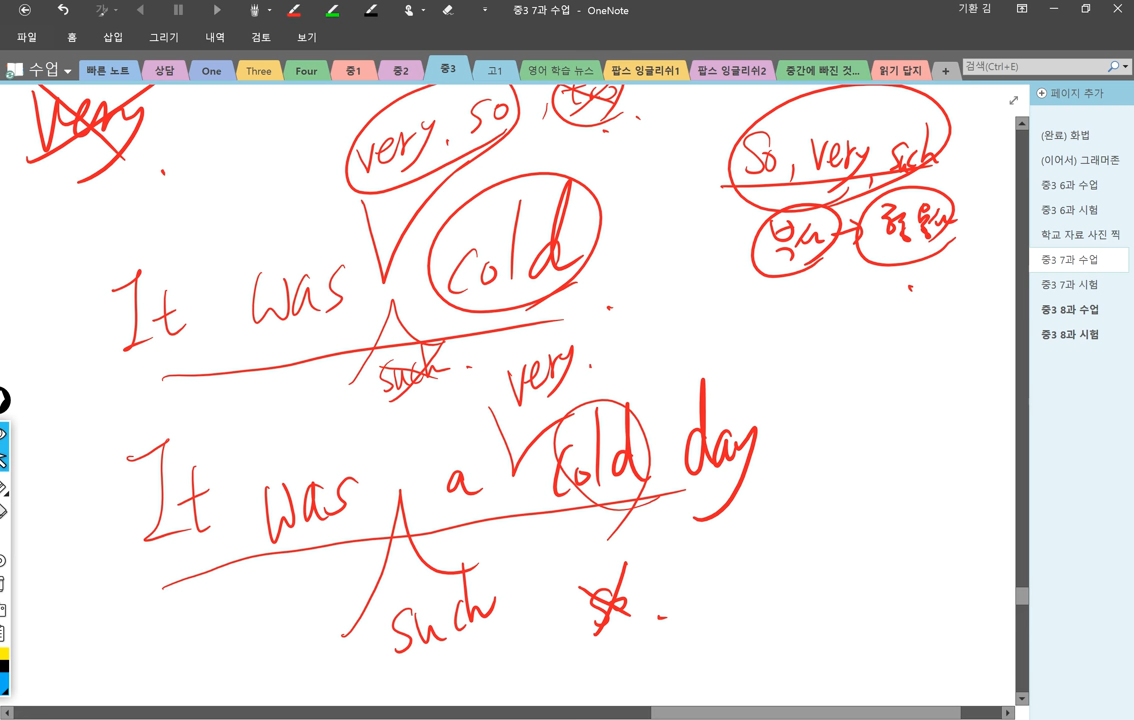 중3 7과 수업 - OneNote
기환 김
파일 홈 삽입 그리기 내역 검토 보기
수업 빠른 노트 상담 One Three Four 중1 중2 중3 고1 영어 학습 뉴스 팝스 잉글리쉬1 팝스 잉글리쉬2 중간에 빠진 것... 읽기 답지 +
검색(Ctrl+E)
페이지 추가
(완료) 화법
(이어서) 그래머존
중3 6과 수업
중3 6과 시험
학교 자료 사진 찍
중3 7과 수업
중3 7과 시험
중3 8과 수업
중3 8과 시험
very
very. so, too.
So, very, such
부사 → 형용사
It was cold.
such.
very.
It was a cold day
such so.